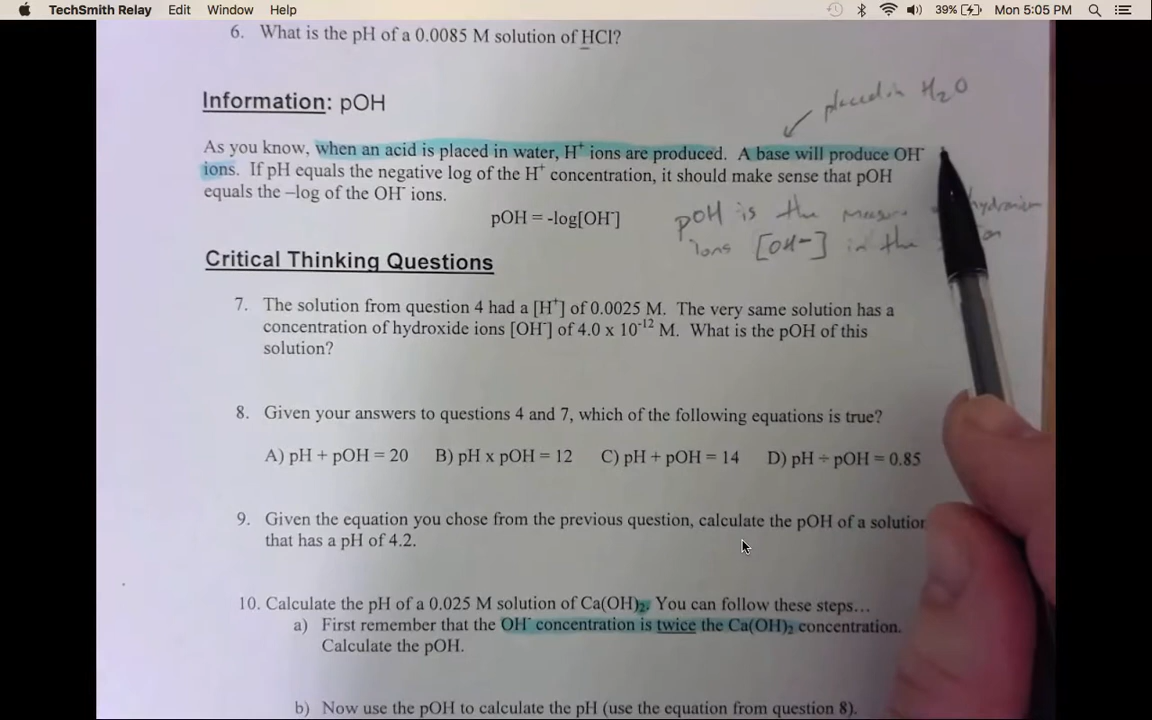 TechSmith Relay Edit Window Help 39% Mon 5:05 PM
6. What is the pH of a 0.0085 M solution of HCl?
placed in H₂O
Information: pOH
As you know, when an acid is placed in water, H⁺ ions are produced. A base will produce OH⁻
ions. If pH equals the negative log of the H⁺ concentration, it should make sense that pOH
equals the –log of the OH⁻ ions.
pOH = -log[OH⁻]
pOH is the measure hydronium
ions [OH-] in the
Critical Thinking Questions
7. The solution from question 4 had a [H⁺] of 0.0025 M. The very same solution has a
concentration of hydroxide ions [OH⁻] of 4.0 x 10⁻¹² M. What is the pOH of this
solution?
8. Given your answers to questions 4 and 7, which of the following equations is true?
A) pH + pOH = 20 B) pH x pOH = 12 C) pH + pOH = 14 D) pH ÷ pOH = 0.85
9. Given the equation you chose from the previous question, calculate the pOH of a solution
that has a pH of 4.2.
10. Calculate the pH of a 0.025 M solution of Ca(OH)₂. You can follow these steps...
a) First remember that the OH⁻ concentration is twice the Ca(OH)₂ concentration.
Calculate the pOH.
b) Now use the pOH to calculate the pH (use the equation from question 8).